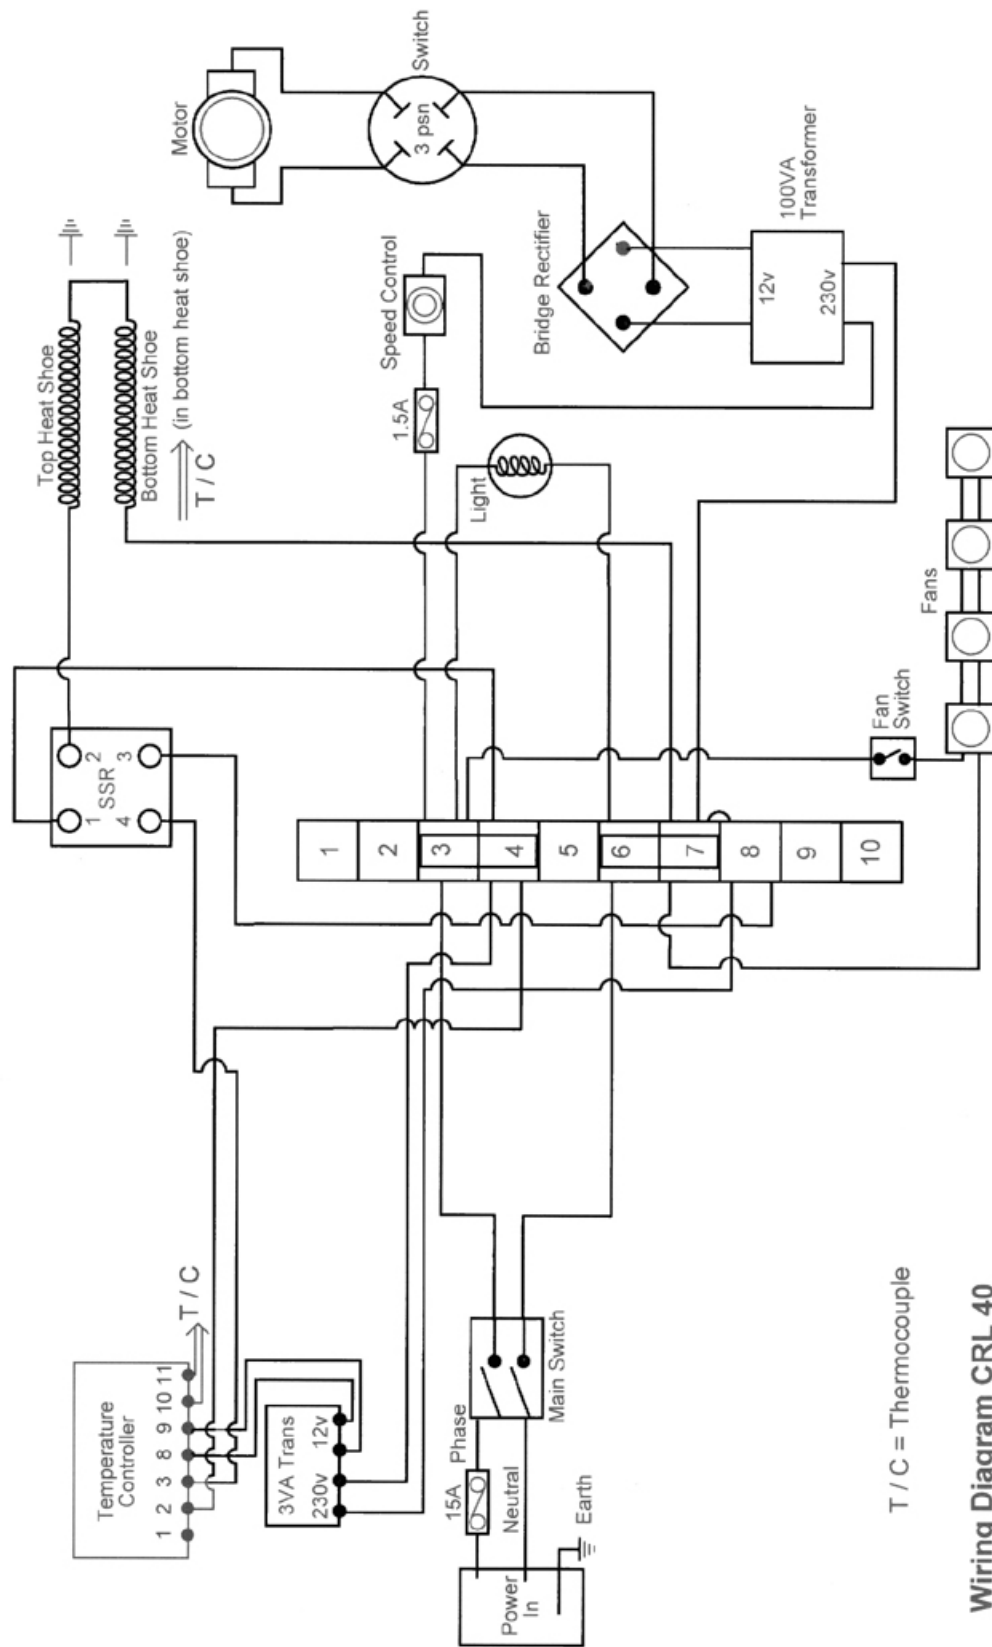 Temperature
Controller
1 2 3 8 9 10 11
T / C
3VA Trans
230v 12v
Power
In
15A
Phase
Neutral
Earth
Main Switch
SSR
1 2
4 3
Top Heat Shoe
Bottom Heat Shoe
(in bottom heat shoe)
T / C
1
2
3
4
5
6
7
8
9
10
1.5A
Speed Control
Light
Motor
3 psn
Switch
Bridge Rectifier
12v
230v
100VA
Transformer
Fan
Switch
Fans
T / C = Thermocouple
Wiring Diagram CRL 40